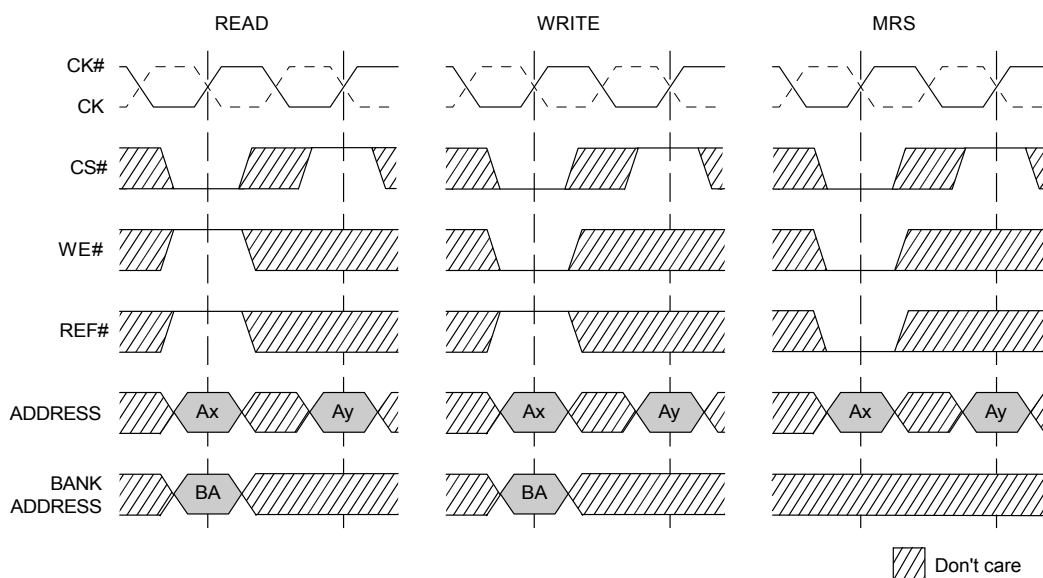 READ WRITE MRS
CK#
CK
CS#
WE#
REF#
ADDRESS Ax Ay Ax Ay Ax Ay
BANK
ADDRESS BA BA
Don't care